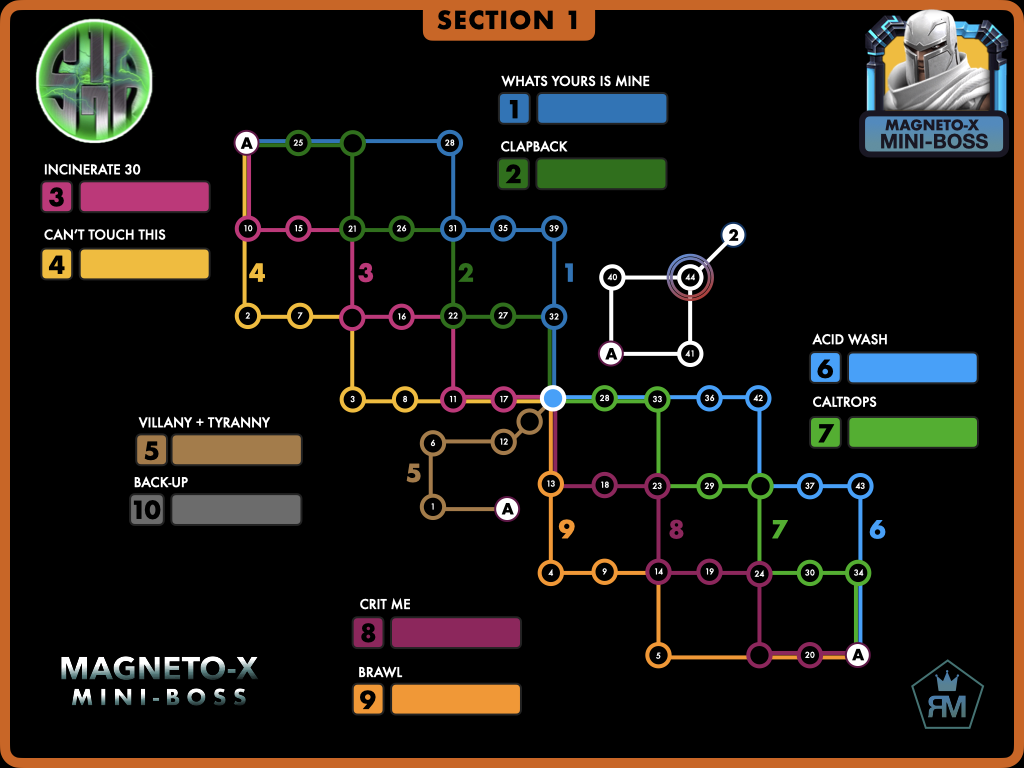 SECTION 1
MAGNETO-X
MINI-BOSS
WHATS YOURS IS MINE
1
CLAPBACK
2
INCINERATE 30
3
CAN'T TOUCH THIS
4
A 25 28
10 15 21 26 31 35 39
4 3 2 1
2 7 16 22 27 32
3 8 11 17
2
40 44
A 41
ACID WASH
6
CALTROPS
7
VILLANY + TYRANNY
5
BACK-UP
10
28 33 36 42
6 12
5
1 A
13 18 23 29 37 43
9 8 7 6
4 9 14 19 24 30 34
5 20 A
CRIT ME
8
BRAWL
9
MAGNETO-X
MINI-BOSS
RM